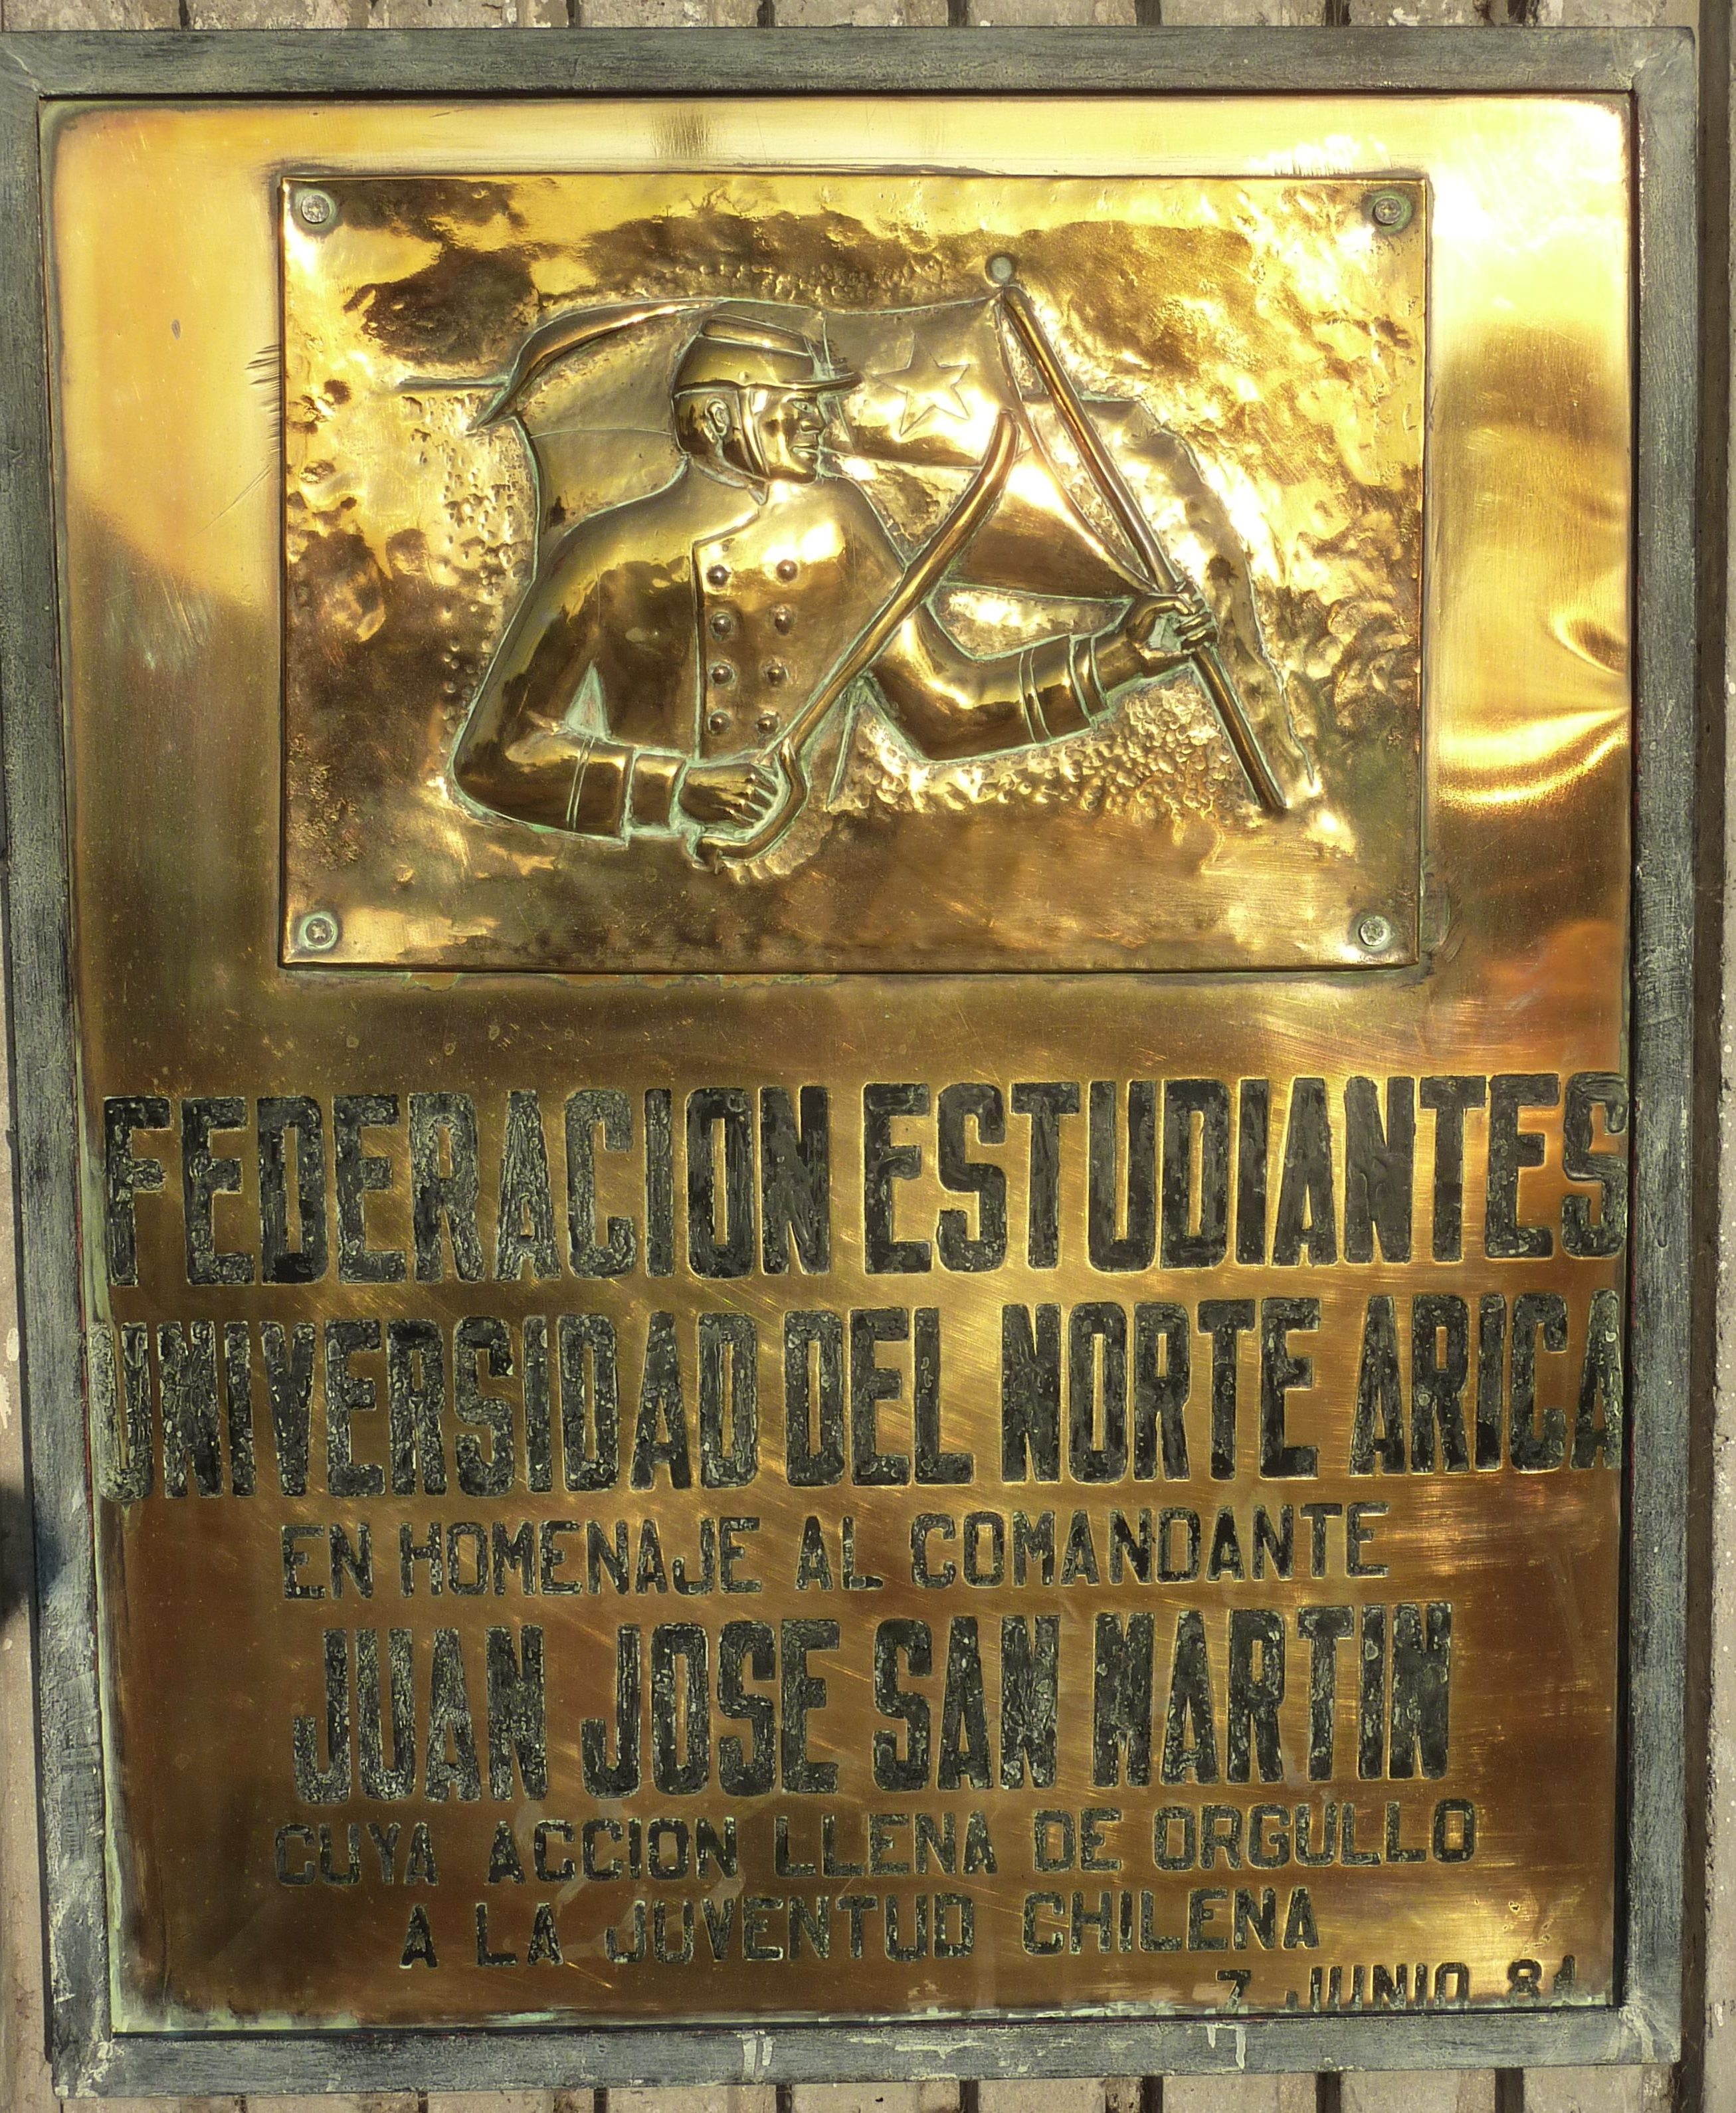 FEDERACION ESTUDIANTES
UNIVERSIDAD DEL NORTE ARICA
EN HOMENAJE AL COMANDANTE
JUAN JOSE SAN MARTIN
CUYA ACCION LLENA DE ORGULLO
A LA JUVENTUD CHILENA
7 JUNIO 84